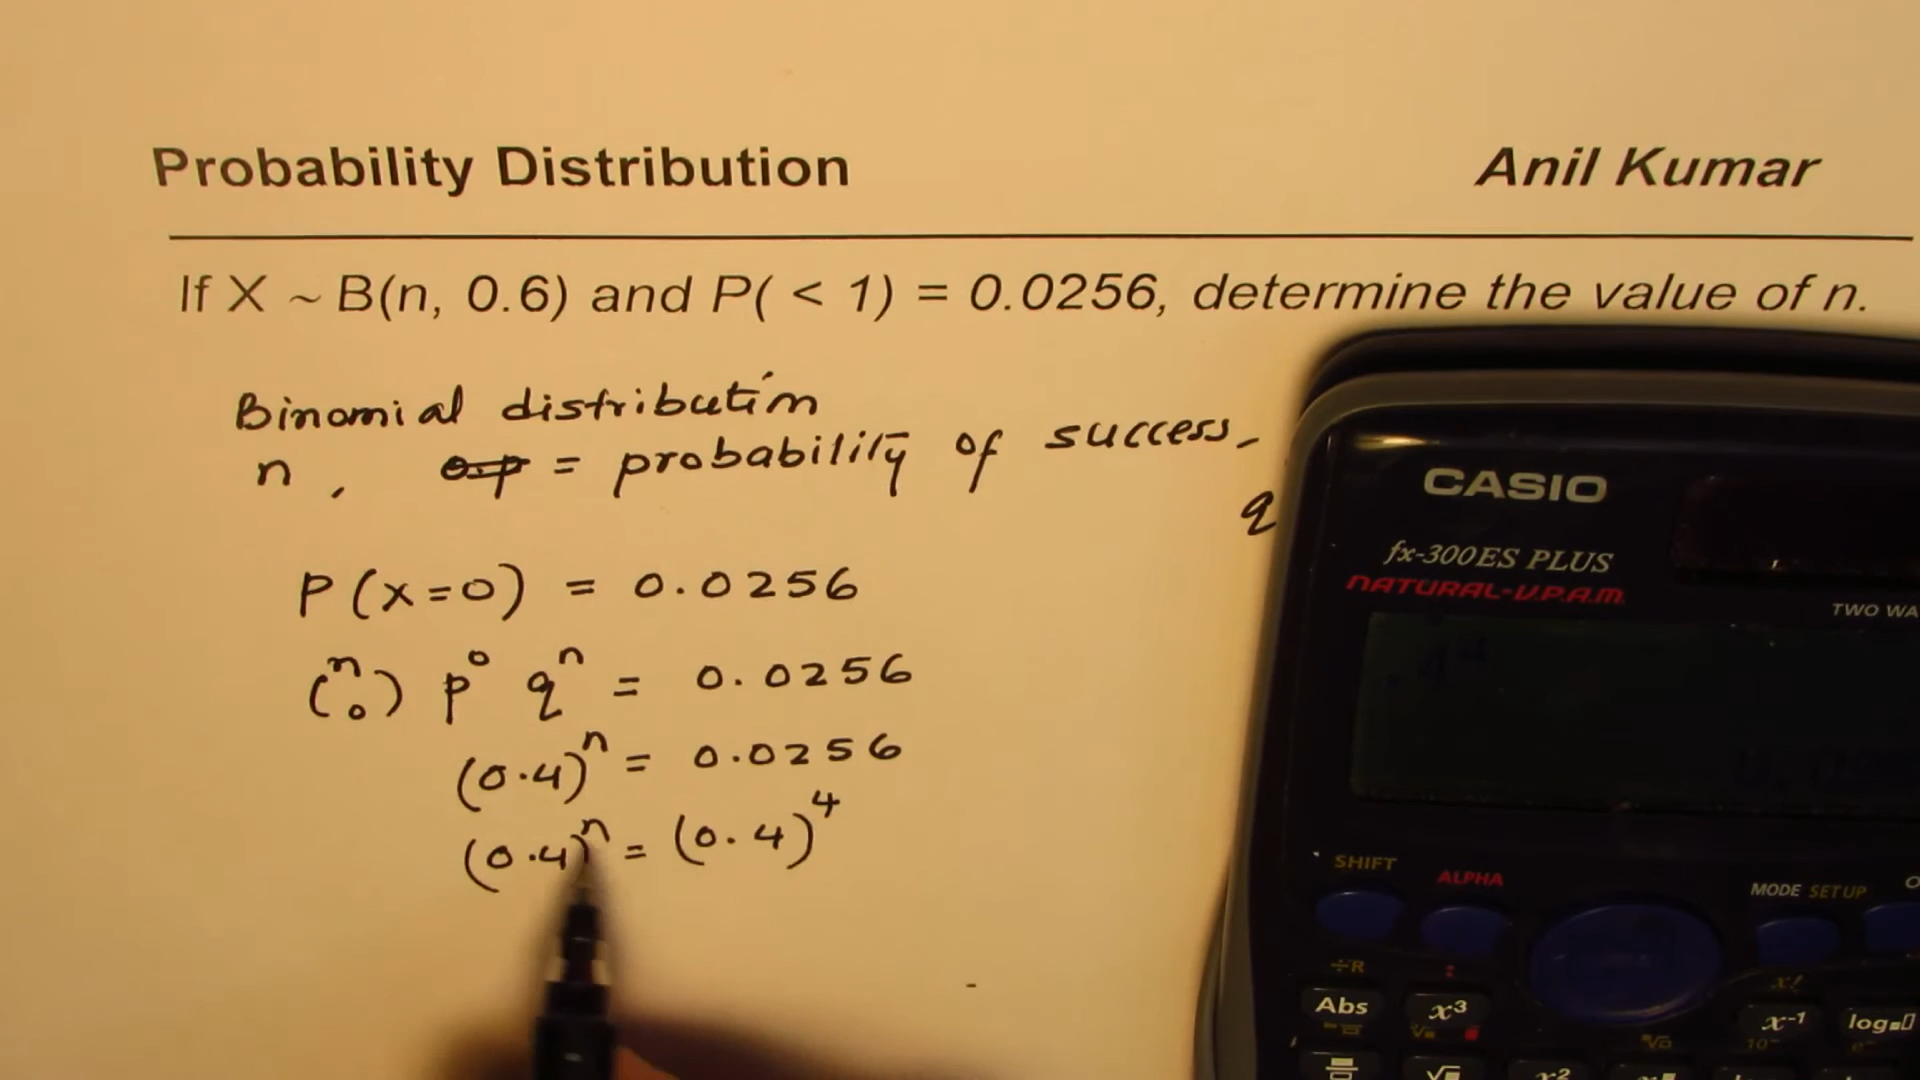 Probability Distribution Anil Kumar
If X ~ B(n, 0.6) and P( < 1) = 0.0256, determine the value of n.
Binomial distribution
n , = probability of success.
q
P(x=0) = 0.0256
(n 0) p⁰ qⁿ = 0.0256
(0.4)ⁿ = 0.0256
(0.4)ⁿ = (0.4)⁴
CASIO
fx-300ES PLUS
NATURAL-V.P.A.M.
TWO WA
.4⁴
SHIFT ALPHA MODE SETUP
÷R : x!
Abs x³ x⁻¹ log
√ x²